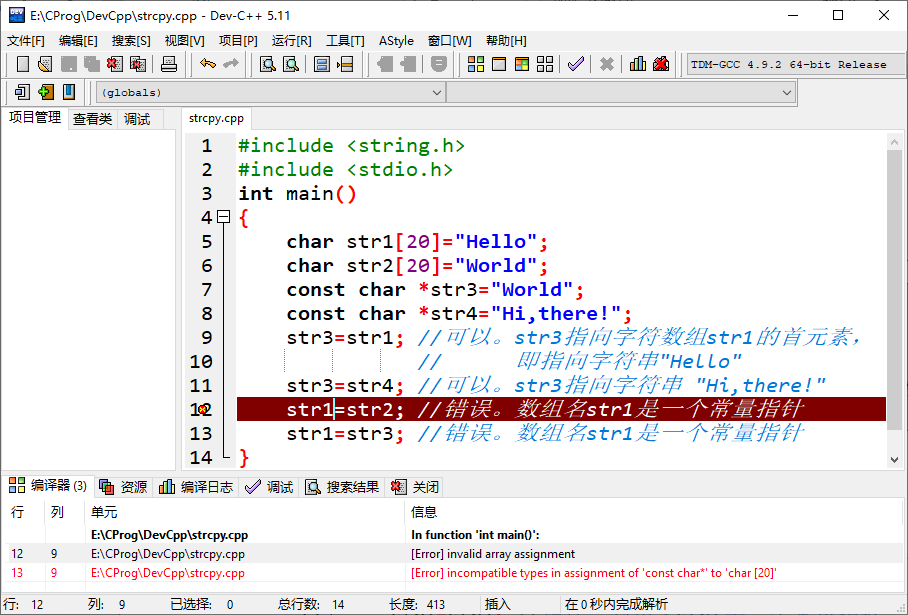 E:\CProg\DevCpp\strcpy.cpp - Dev-C++ 5.11
文件[F] 编辑[E] 搜索[S] 视图[V] 项目[P] 运行[R] 工具[T] AStyle 窗口[W] 帮助[H]
TDM-GCC 4.9.2 64-bit Release
(globals)
项目管理 查看类 调试 strcpy.cpp
1 #include <string.h>
2 #include <stdio.h>
3 int main()
4 {
5 char str1[20]="Hello";
6 char str2[20]="World";
7 const char *str3="World";
8 const char *str4="Hi,there!";
9 str3=str1; //可以。str3指向字符数组str1的首元素，
10 // 即指向字符串"Hello"
11 str3=str4; //可以。str3指向字符串 "Hi,there!"
12 str1=str2; //错误。数组名str1是一个常量指针
13 str1=str3; //错误。数组名str1是一个常量指针
14 }
编译器 (3) 资源 编译日志 调试 搜索结果 关闭
行 列 单元 信息
E:\CProg\DevCpp\strcpy.cpp In function 'int main()':
12 9 E:\CProg\DevCpp\strcpy.cpp [Error] invalid array assignment
13 9 E:\CProg\DevCpp\strcpy.cpp [Error] incompatible types in assignment of 'const char*' to 'char [20]'
行: 12 列: 9 已选择: 0 总行数: 14 长度: 413 插入 在 0 秒内完成解析